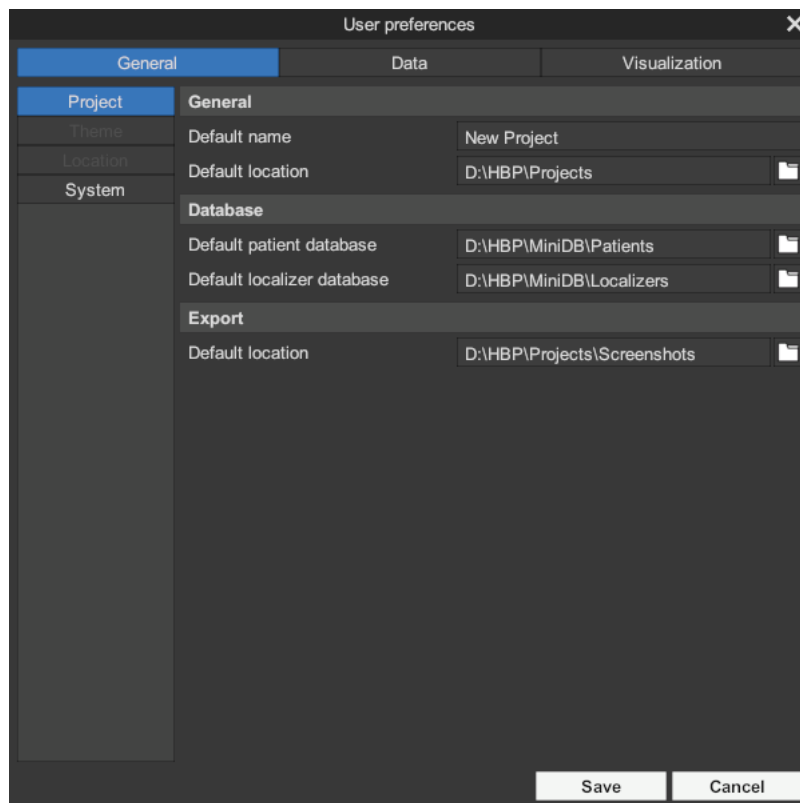 User preferences
General Data Visualization
Project
Theme
Location
System
General
Default name New Project
Default location D:\HBP\Projects
Database
Default patient database D:\HBP\MiniDB\Patients
Default localizer database D:\HBP\MiniDB\Localizers
Export
Default location D:\HBP\Projects\Screenshots
Save Cancel